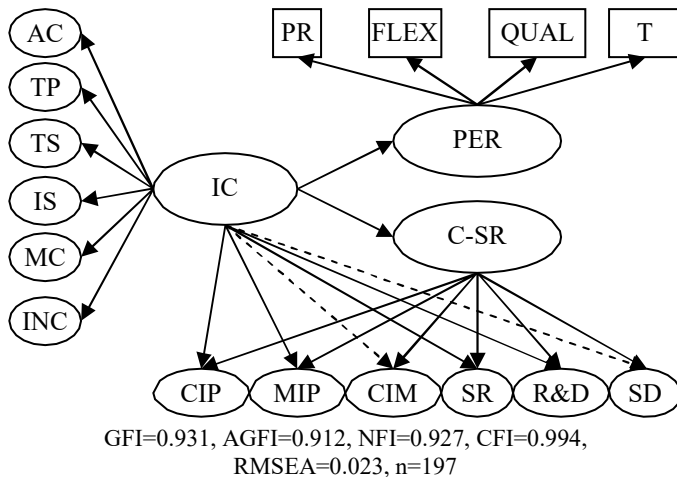 AC
PR
FLEX
QUAL
T
TP
TS
PER
IC
IS
C-SR
MC
INC
CIP
MIP
CIM
SR
R&D
SD
GFI=0.931, AGFI=0.912, NFI=0.927, CFI=0.994,
RMSEA=0.023, n=197